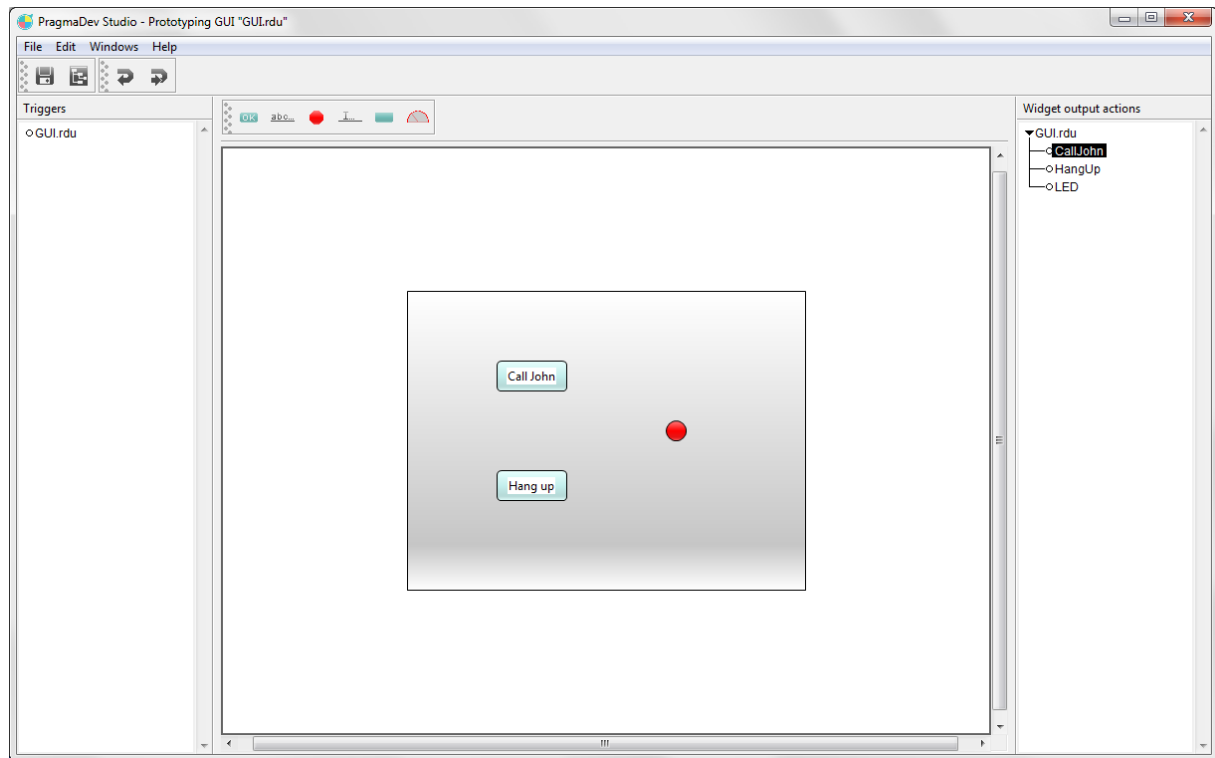 PragmaDev Studio - Prototyping GUI "GUI.rdu"
File Edit Windows Help
Triggers
GUI.rdu
OK abc... I...
Widget output actions
GUI.rdu
CallJohn
HangUp
LED
Call John
Hang up